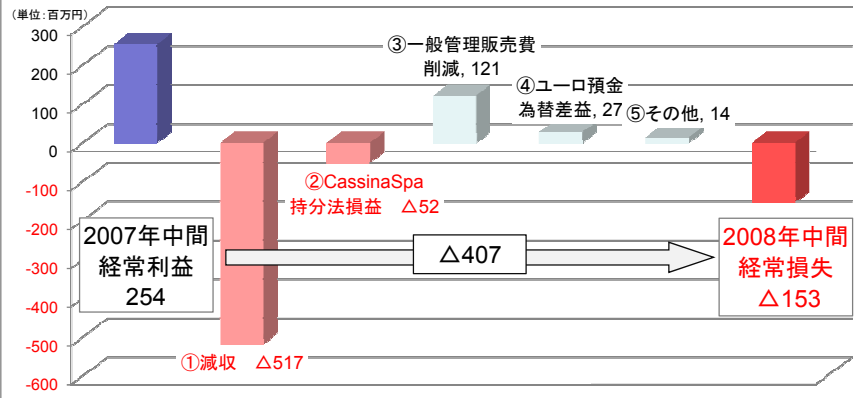 (単位:百万円)
300
200
100
0
-100
-200
-300
-400
-500
-600
③一般管理販売費
削減, 121
④ユーロ預金
為替差益, 27
⑤その他, 14
②CassinaSpa
持分法損益 △52
2007年中間
経常利益
254
△407
2008年中間
経常損失
△153
①減収 △517